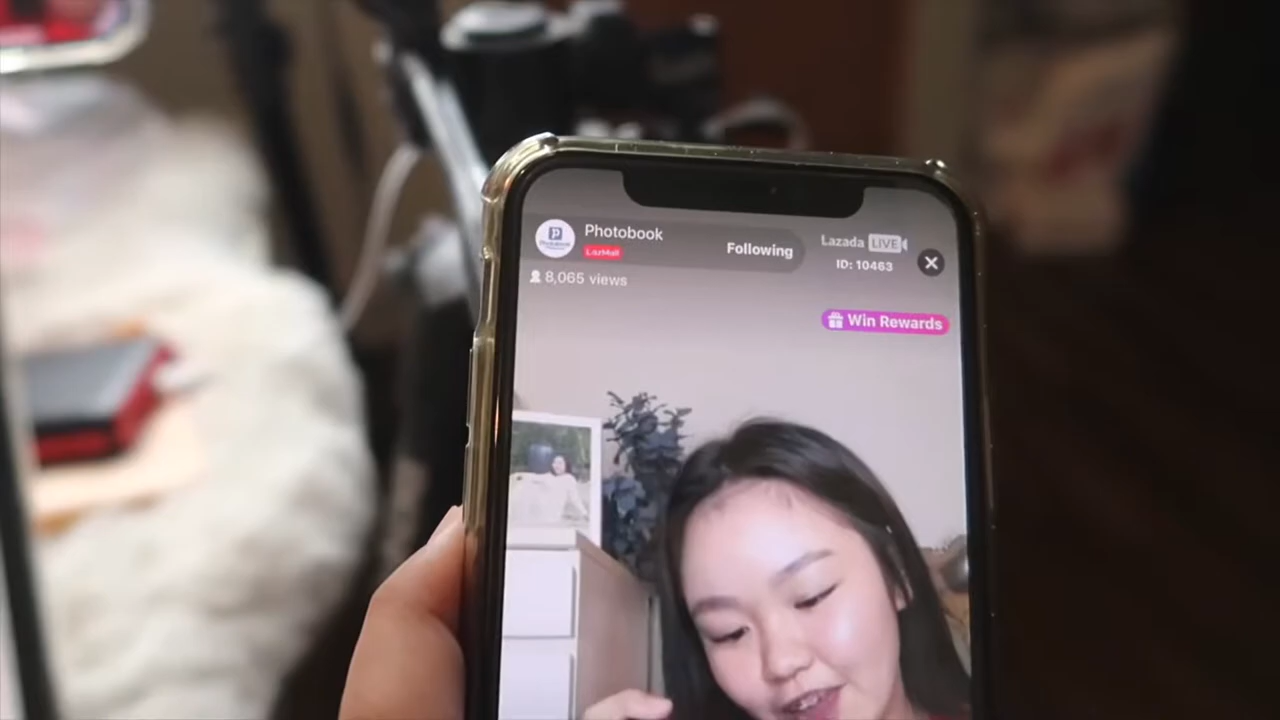 Photobook
LazMall
Following
Lazada LIVE
ID: 10463
8,065 views
Win Rewards